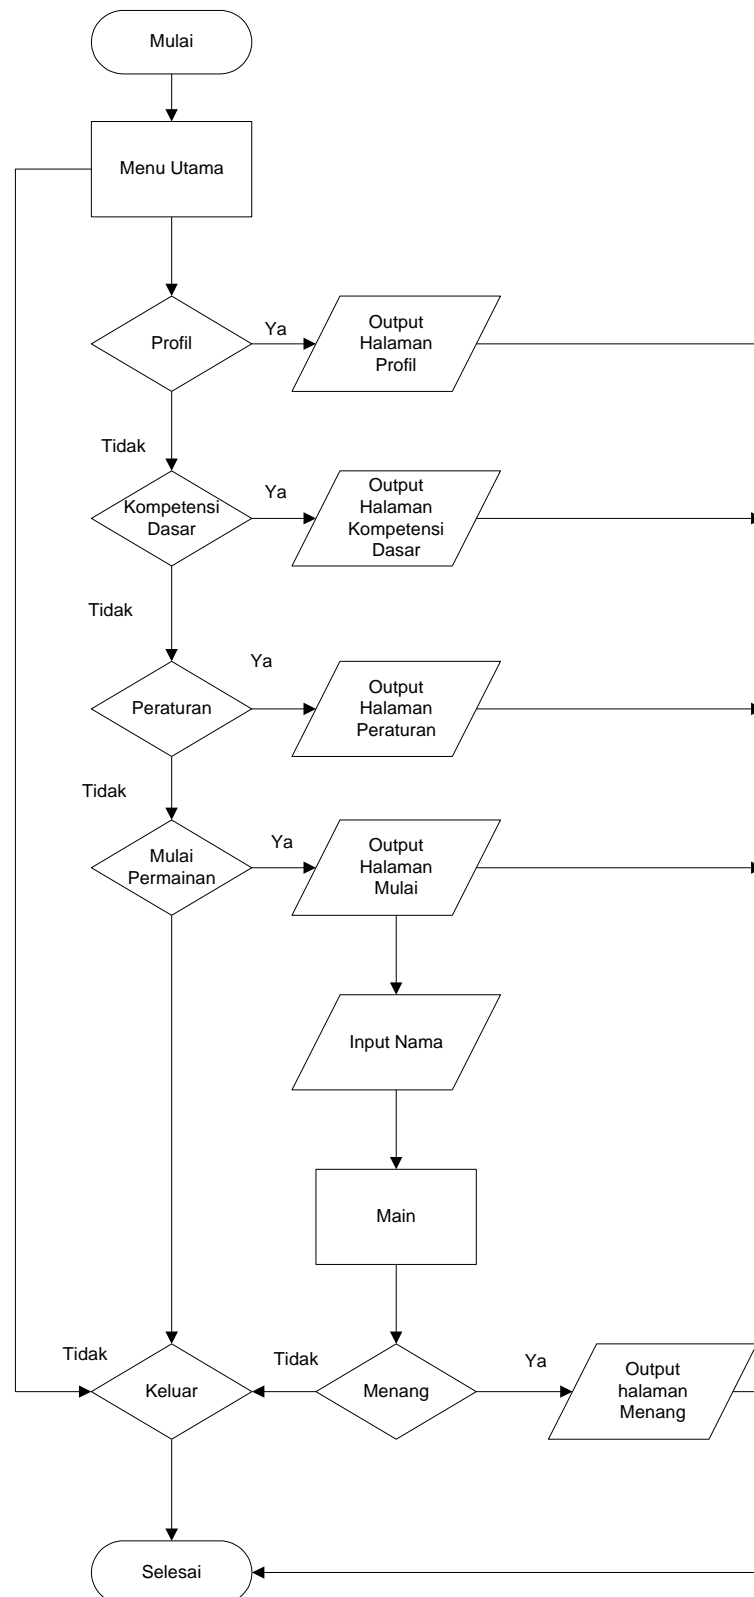 Mulai
Menu Utama
Profil
Ya
Output
Halaman
Profil
Tidak
Kompetensi
Dasar
Ya
Output
Halaman
Kompetensi
Dasar
Tidak
Peraturan
Ya
Output
Halaman
Peraturan
Tidak
Mulai
Permainan
Ya
Output
Halaman
Mulai
Input Nama
Main
Tidak
Keluar
Tidak
Menang
Ya
Output
halaman
Menang
Selesai